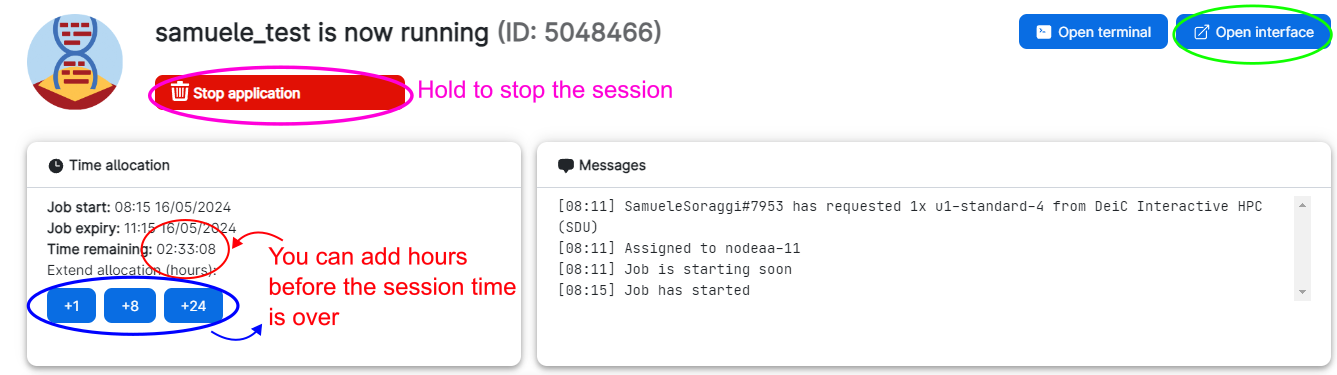 samuele_test is now running (ID: 5048466)
Open terminal
Open interface
Stop application
Hold to stop the session
Time allocation
Job start: 08:15 16/05/2024
Job expiry: 11:15 16/05/2024
Time remaining: 02:33:08
Extend allocation (hours):
+1 +8 +24
You can add hours
before the session time
is over
Messages
[08:11] SamueleSoraggi#7953 has requested 1x u1-standard-4 from DeiC Interactive HPC
(SDU)
[08:11] Assigned to nodeaa-11
[08:11] Job is starting soon
[08:15] Job has started